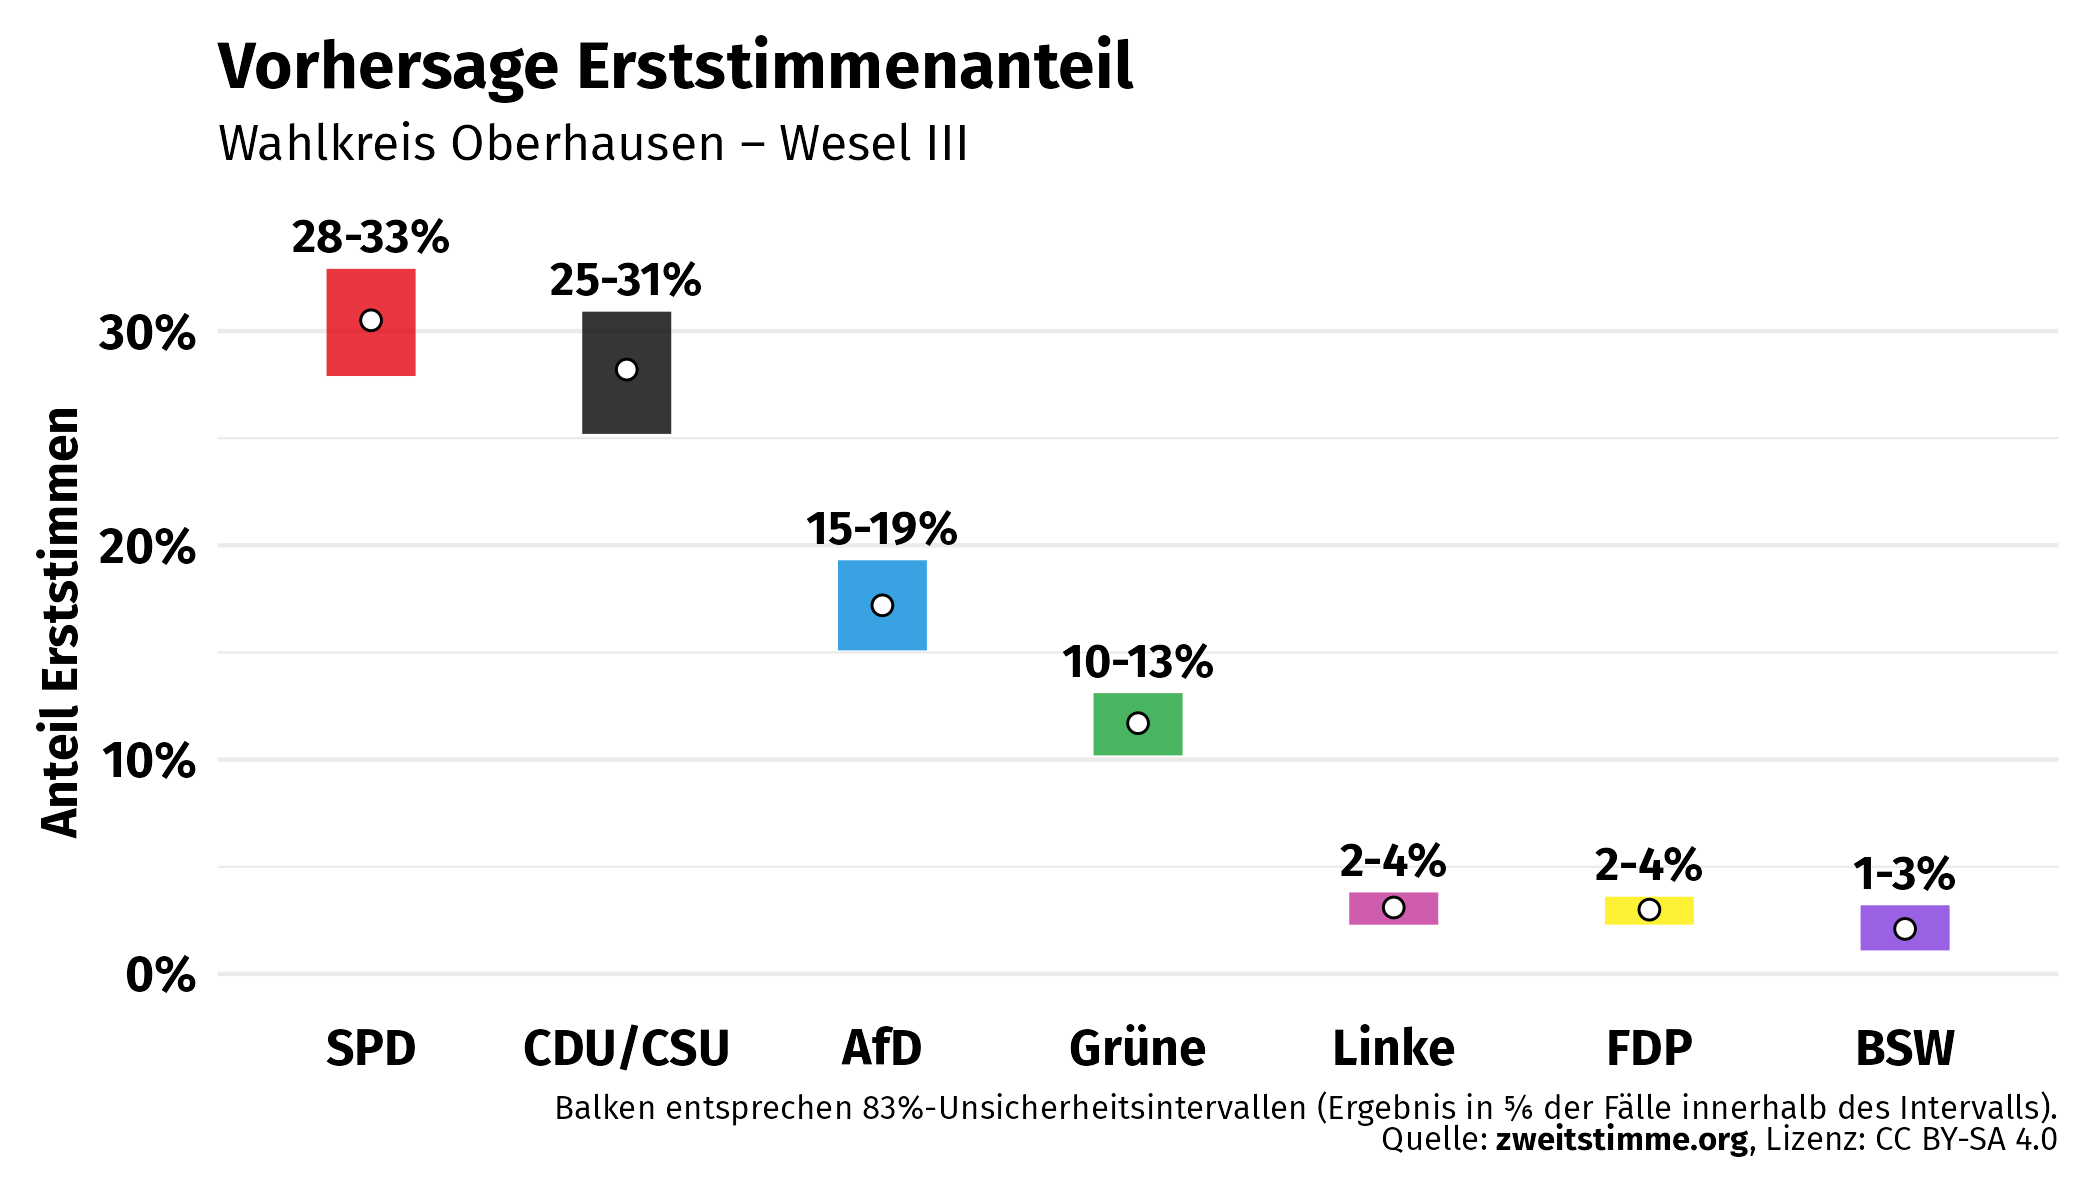 Vorhersage Erststimmenanteil
Wahlkreis Oberhausen – Wesel III
28-33%
25-31%
30%
15-19%
20%
10-13%
10%
2-4%
2-4%
1-3%
0%
Anteil Erststimmen
SPD CDU/CSU AfD Grüne Linke FDP BSW
Balken entsprechen 83%-Unsicherheitsintervallen (Ergebnis in ⅚ der Fälle innerhalb des Intervalls).
Quelle: zweitstimme.org, Lizenz: CC BY-SA 4.0